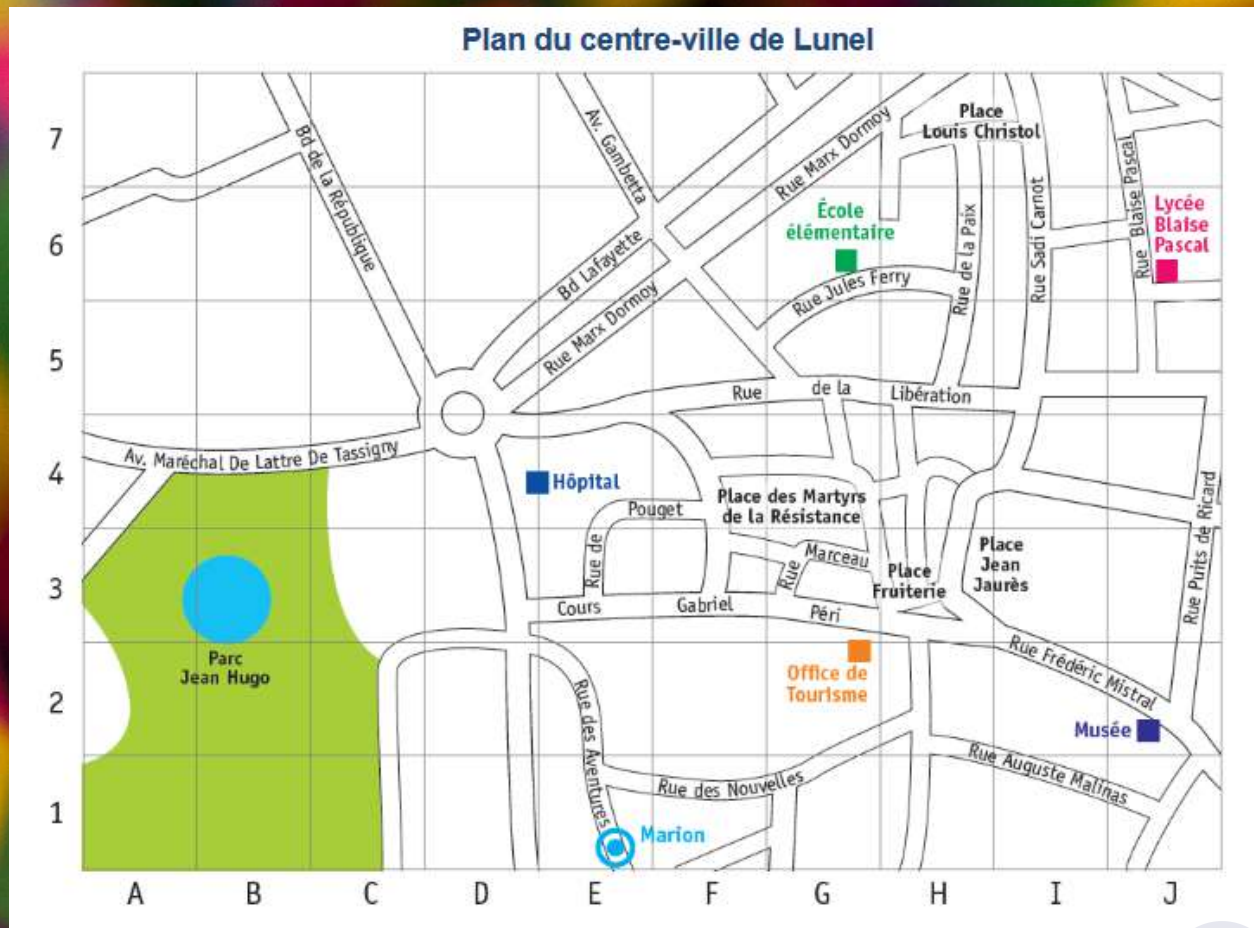 Plan du centre-ville de Lunel
7
6
5
4
3
2
1
Bd de la République
Av. Gambetta
Rue Marx Dormoy
Place
Louis Christol
Rue Blaise Pascal
École
élémentaire
Lycée
Blaise
Pascal
Bd Lafayette
Rue Marx Dormoy
Rue Jules Ferry
Rue de la Paix
Rue Sadi Carnot
Rue de la Libération
Av. Maréchal De Lattre De Tassigny
Hôpital
Rue de Pouget
Place des Martyrs
de la Résistance
Rue Marceau
Place
Fruiterie
Place
Jean
Jaurès
Rue Puits de Ricard
Cours Gabriel Péri
Parc
Jean Hugo
Office de
Tourisme
Rue Frédéric Mistral
Musée
Rue des Aventures
Rue des Nouvelles
Rue Auguste Malinas
Marion
A B C D E F G H I J